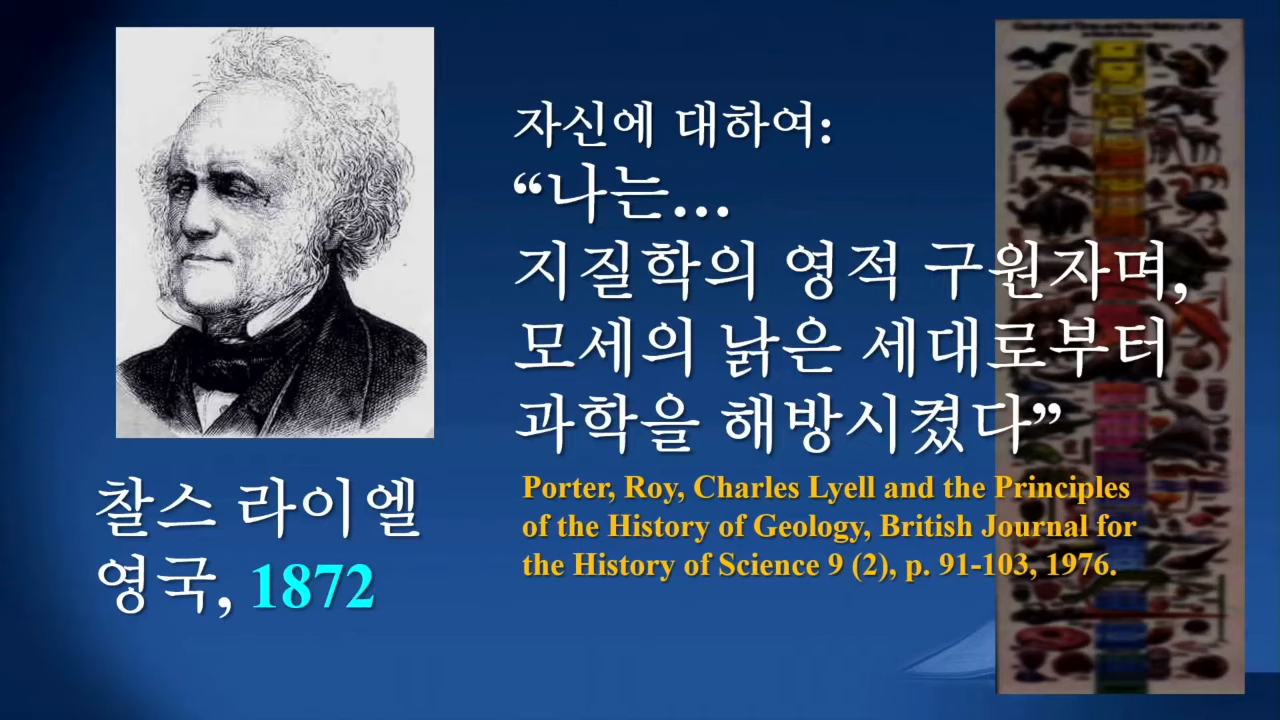 자신에 대하여:
“나는...
지질학의 영적 구원자며,
모세의 낡은 세대로부터
과학을 해방시켰다”
Porter, Roy, Charles Lyell and the Principles
of the History of Geology, British Journal for
the History of Science 9 (2), p. 91-103, 1976.
찰스 라이엘
영국, 1872